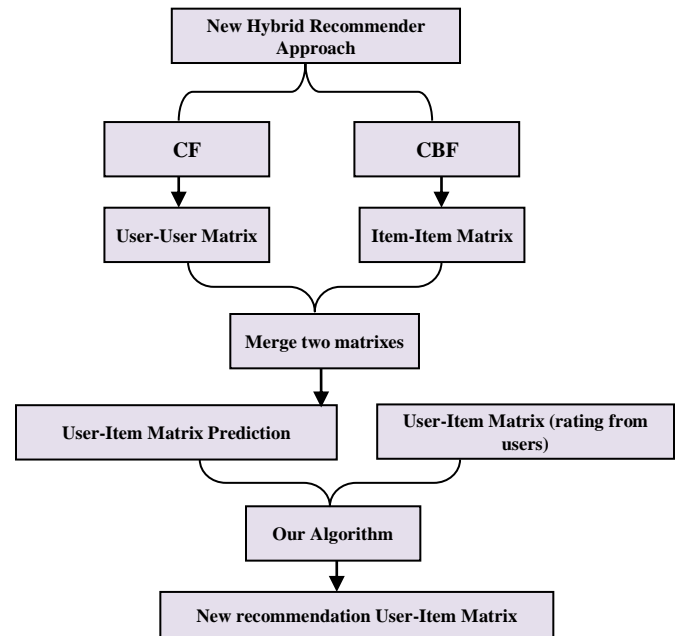 New Hybrid Recommender
Approach
CF
CBF
User-User Matrix
Item-Item Matrix
Merge two matrixes
User-Item Matrix Prediction
User-Item Matrix (rating from
users)
Our Algorithm
New recommendation User-Item Matrix